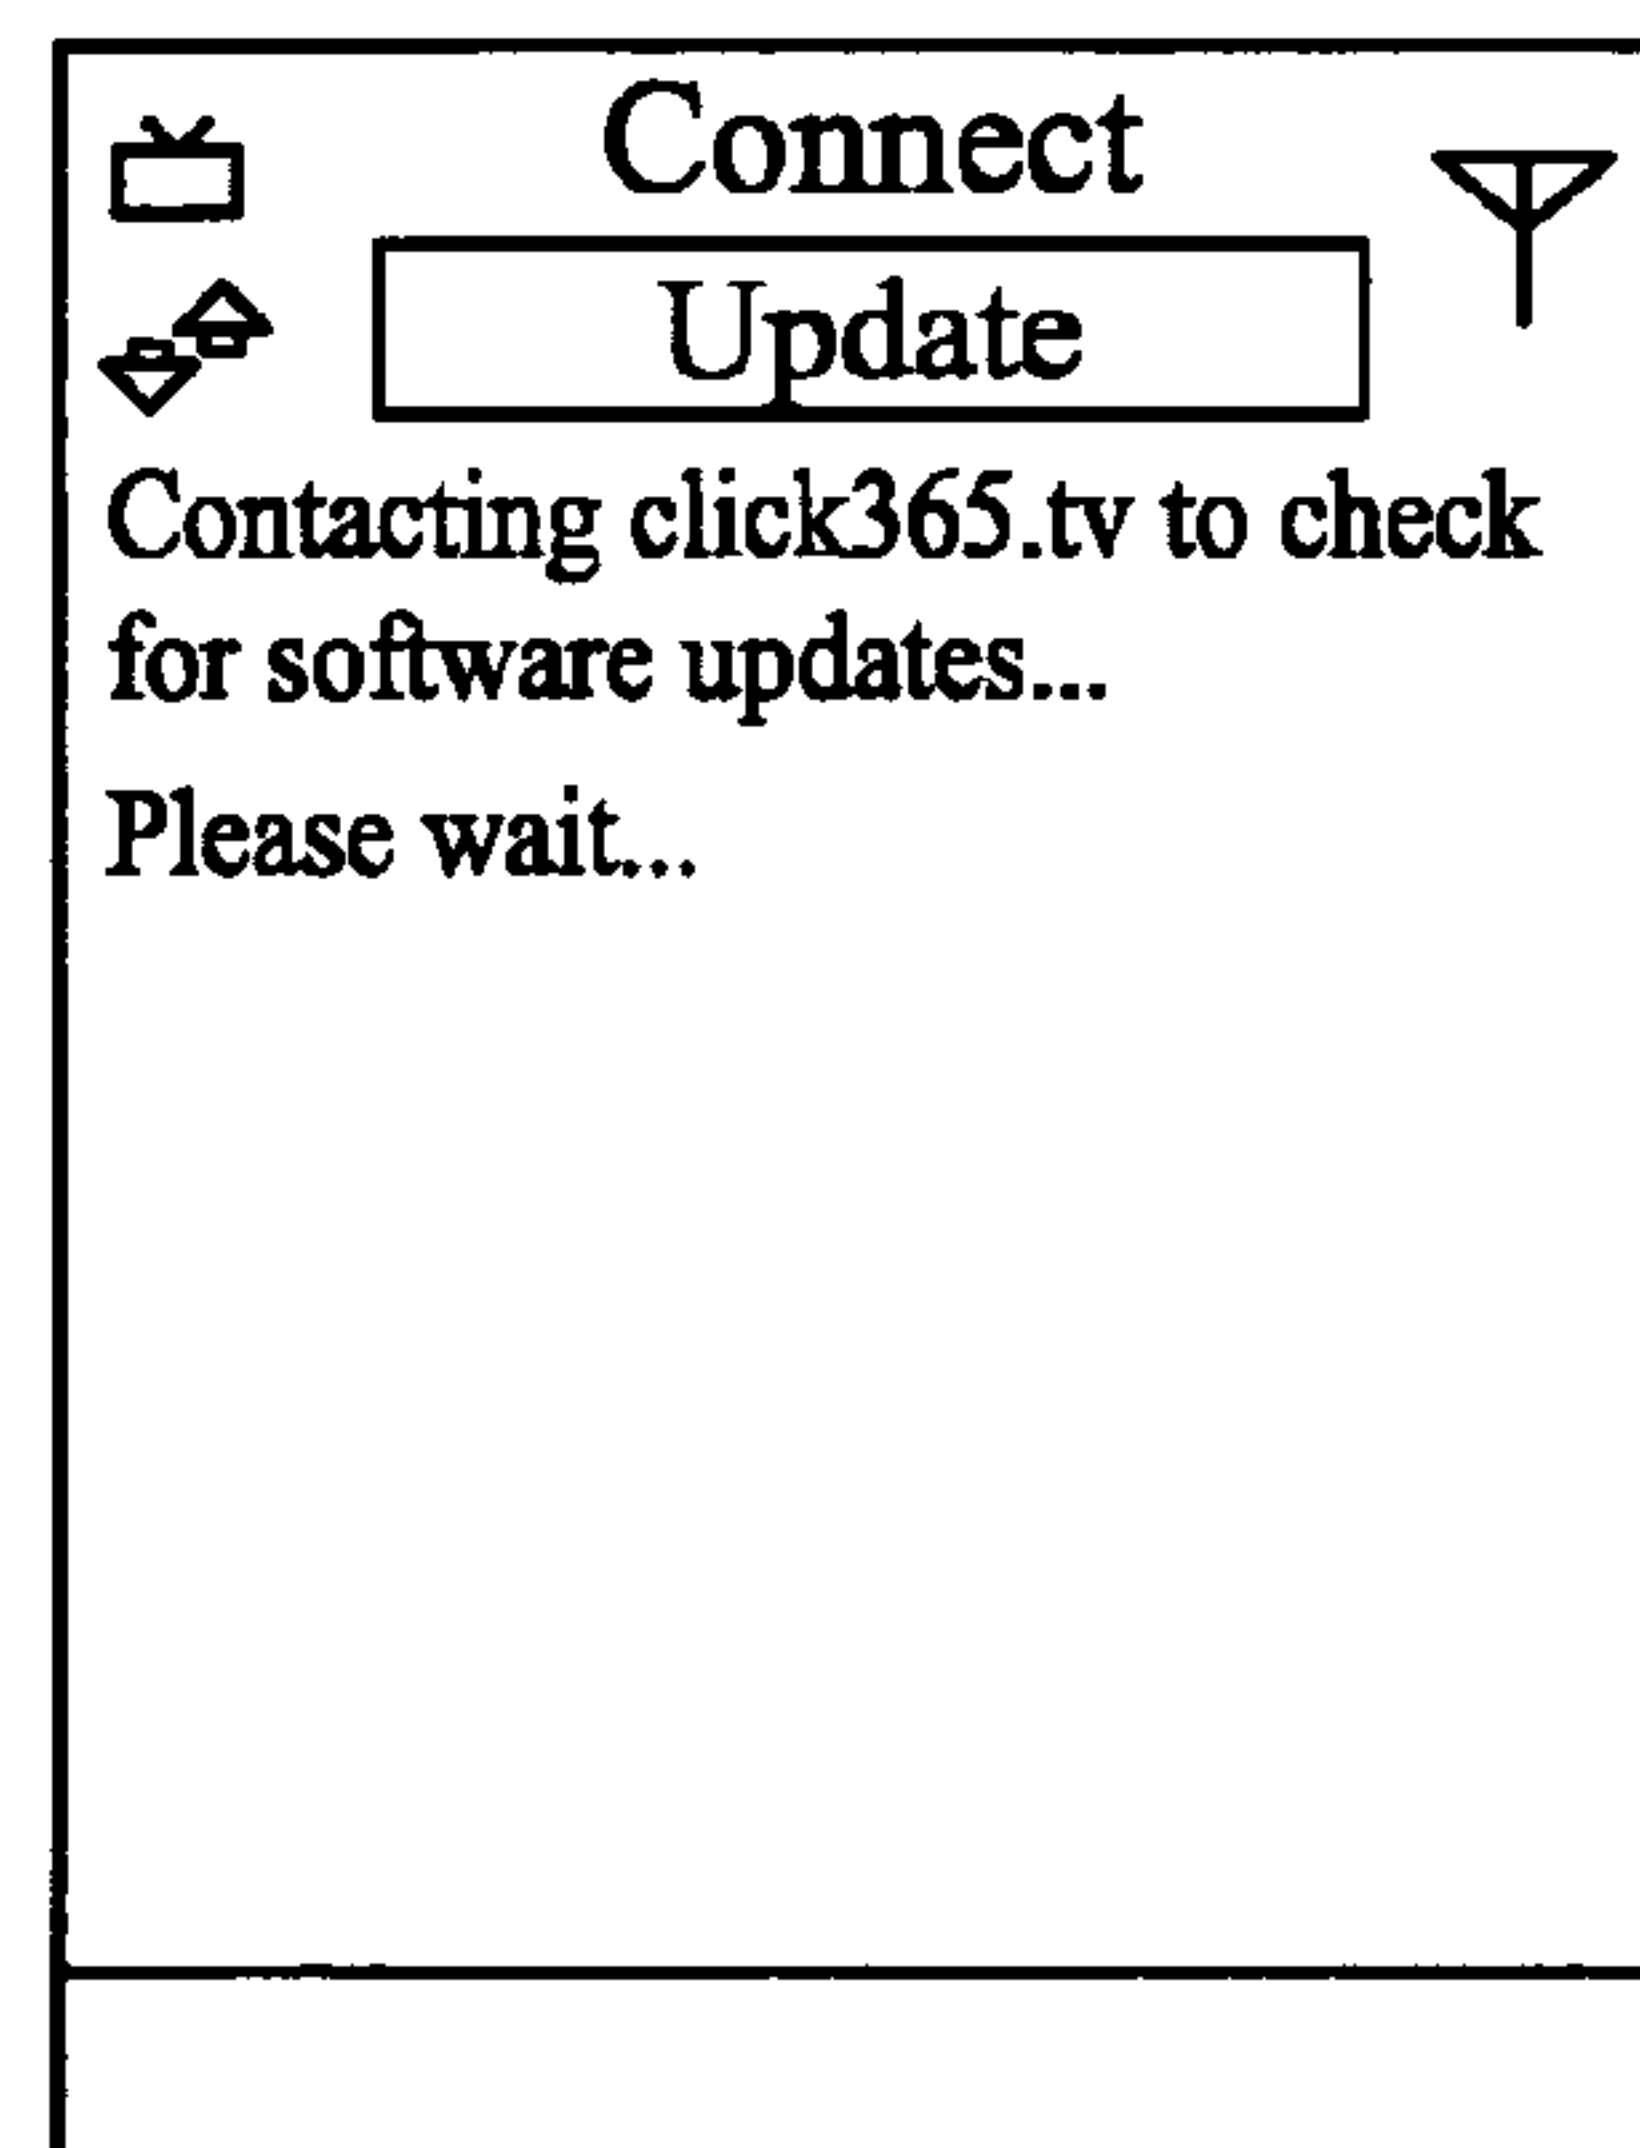 Connect
Update
Contacting click365.tv to check
for software updates...
Please wait...